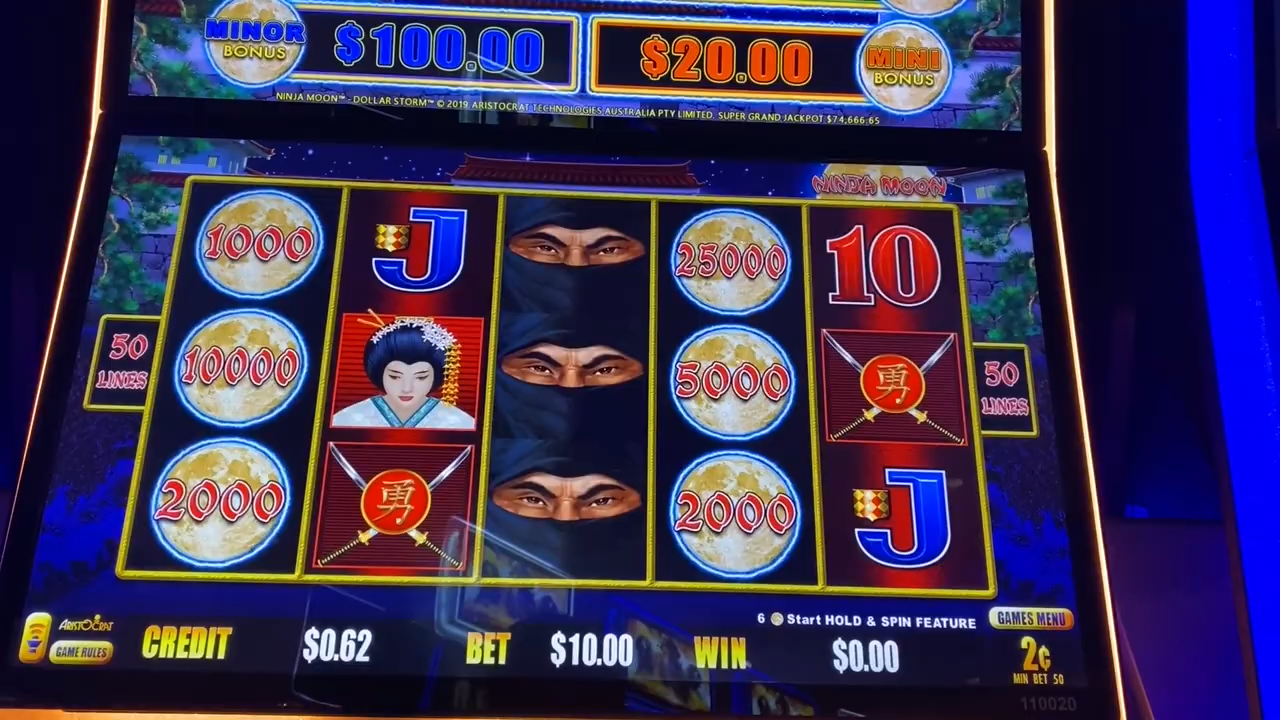 MINOR
BONUS
$100.00
$20.00
MINI
BONUS
NINJA MOON™ - DOLLAR STORM™ © 2019 ARISTOCRAT TECHNOLOGIES AUSTRALIA PTY LIMITED. SUPER GRAND JACKPOT $74,666.65
NINJA MOON™
1000
J
25000
10
50
LINES
10000
5000
勇
50
LINES
2000
勇
2000
J
ARISTOCRAT
GAME RULES
CREDIT
$0.62
BET
$10.00
WIN
$0.00
6 Start HOLD & SPIN FEATURE
GAMES MENU
2¢
MIN BET 50
110020